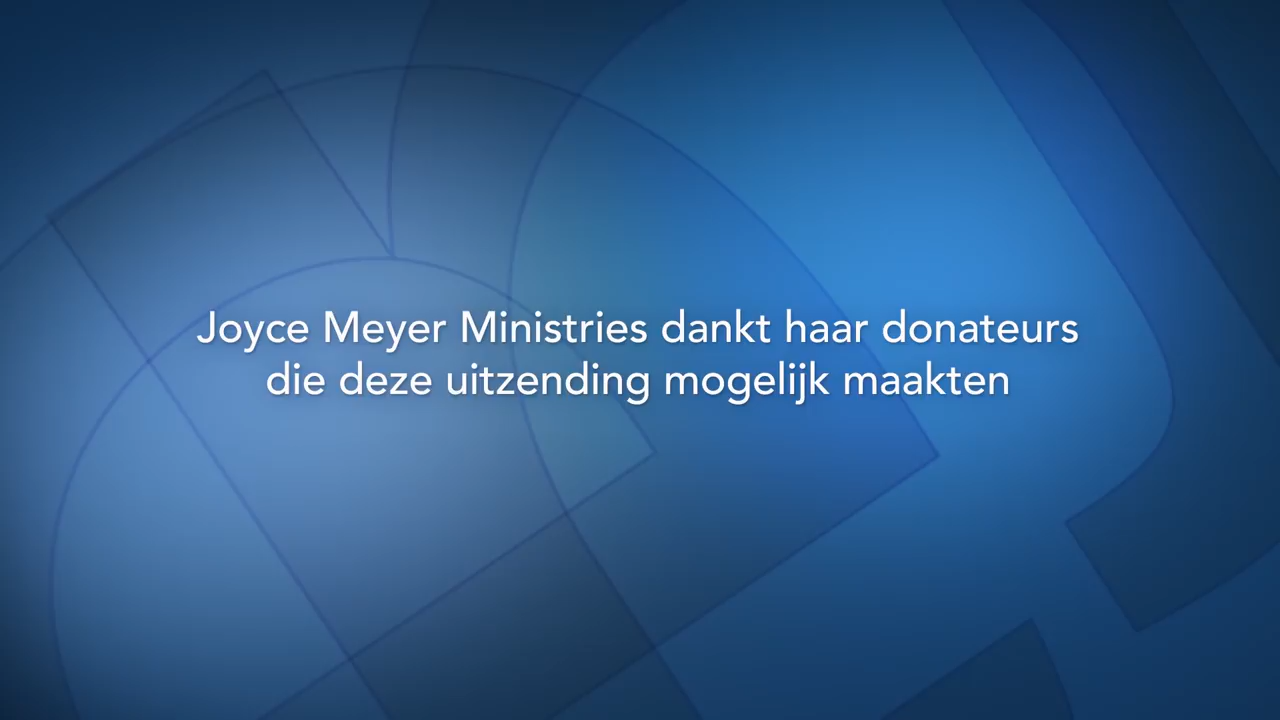 Joyce Meyer Ministries dankt haar donateurs
die deze uitzending mogelijk maakten